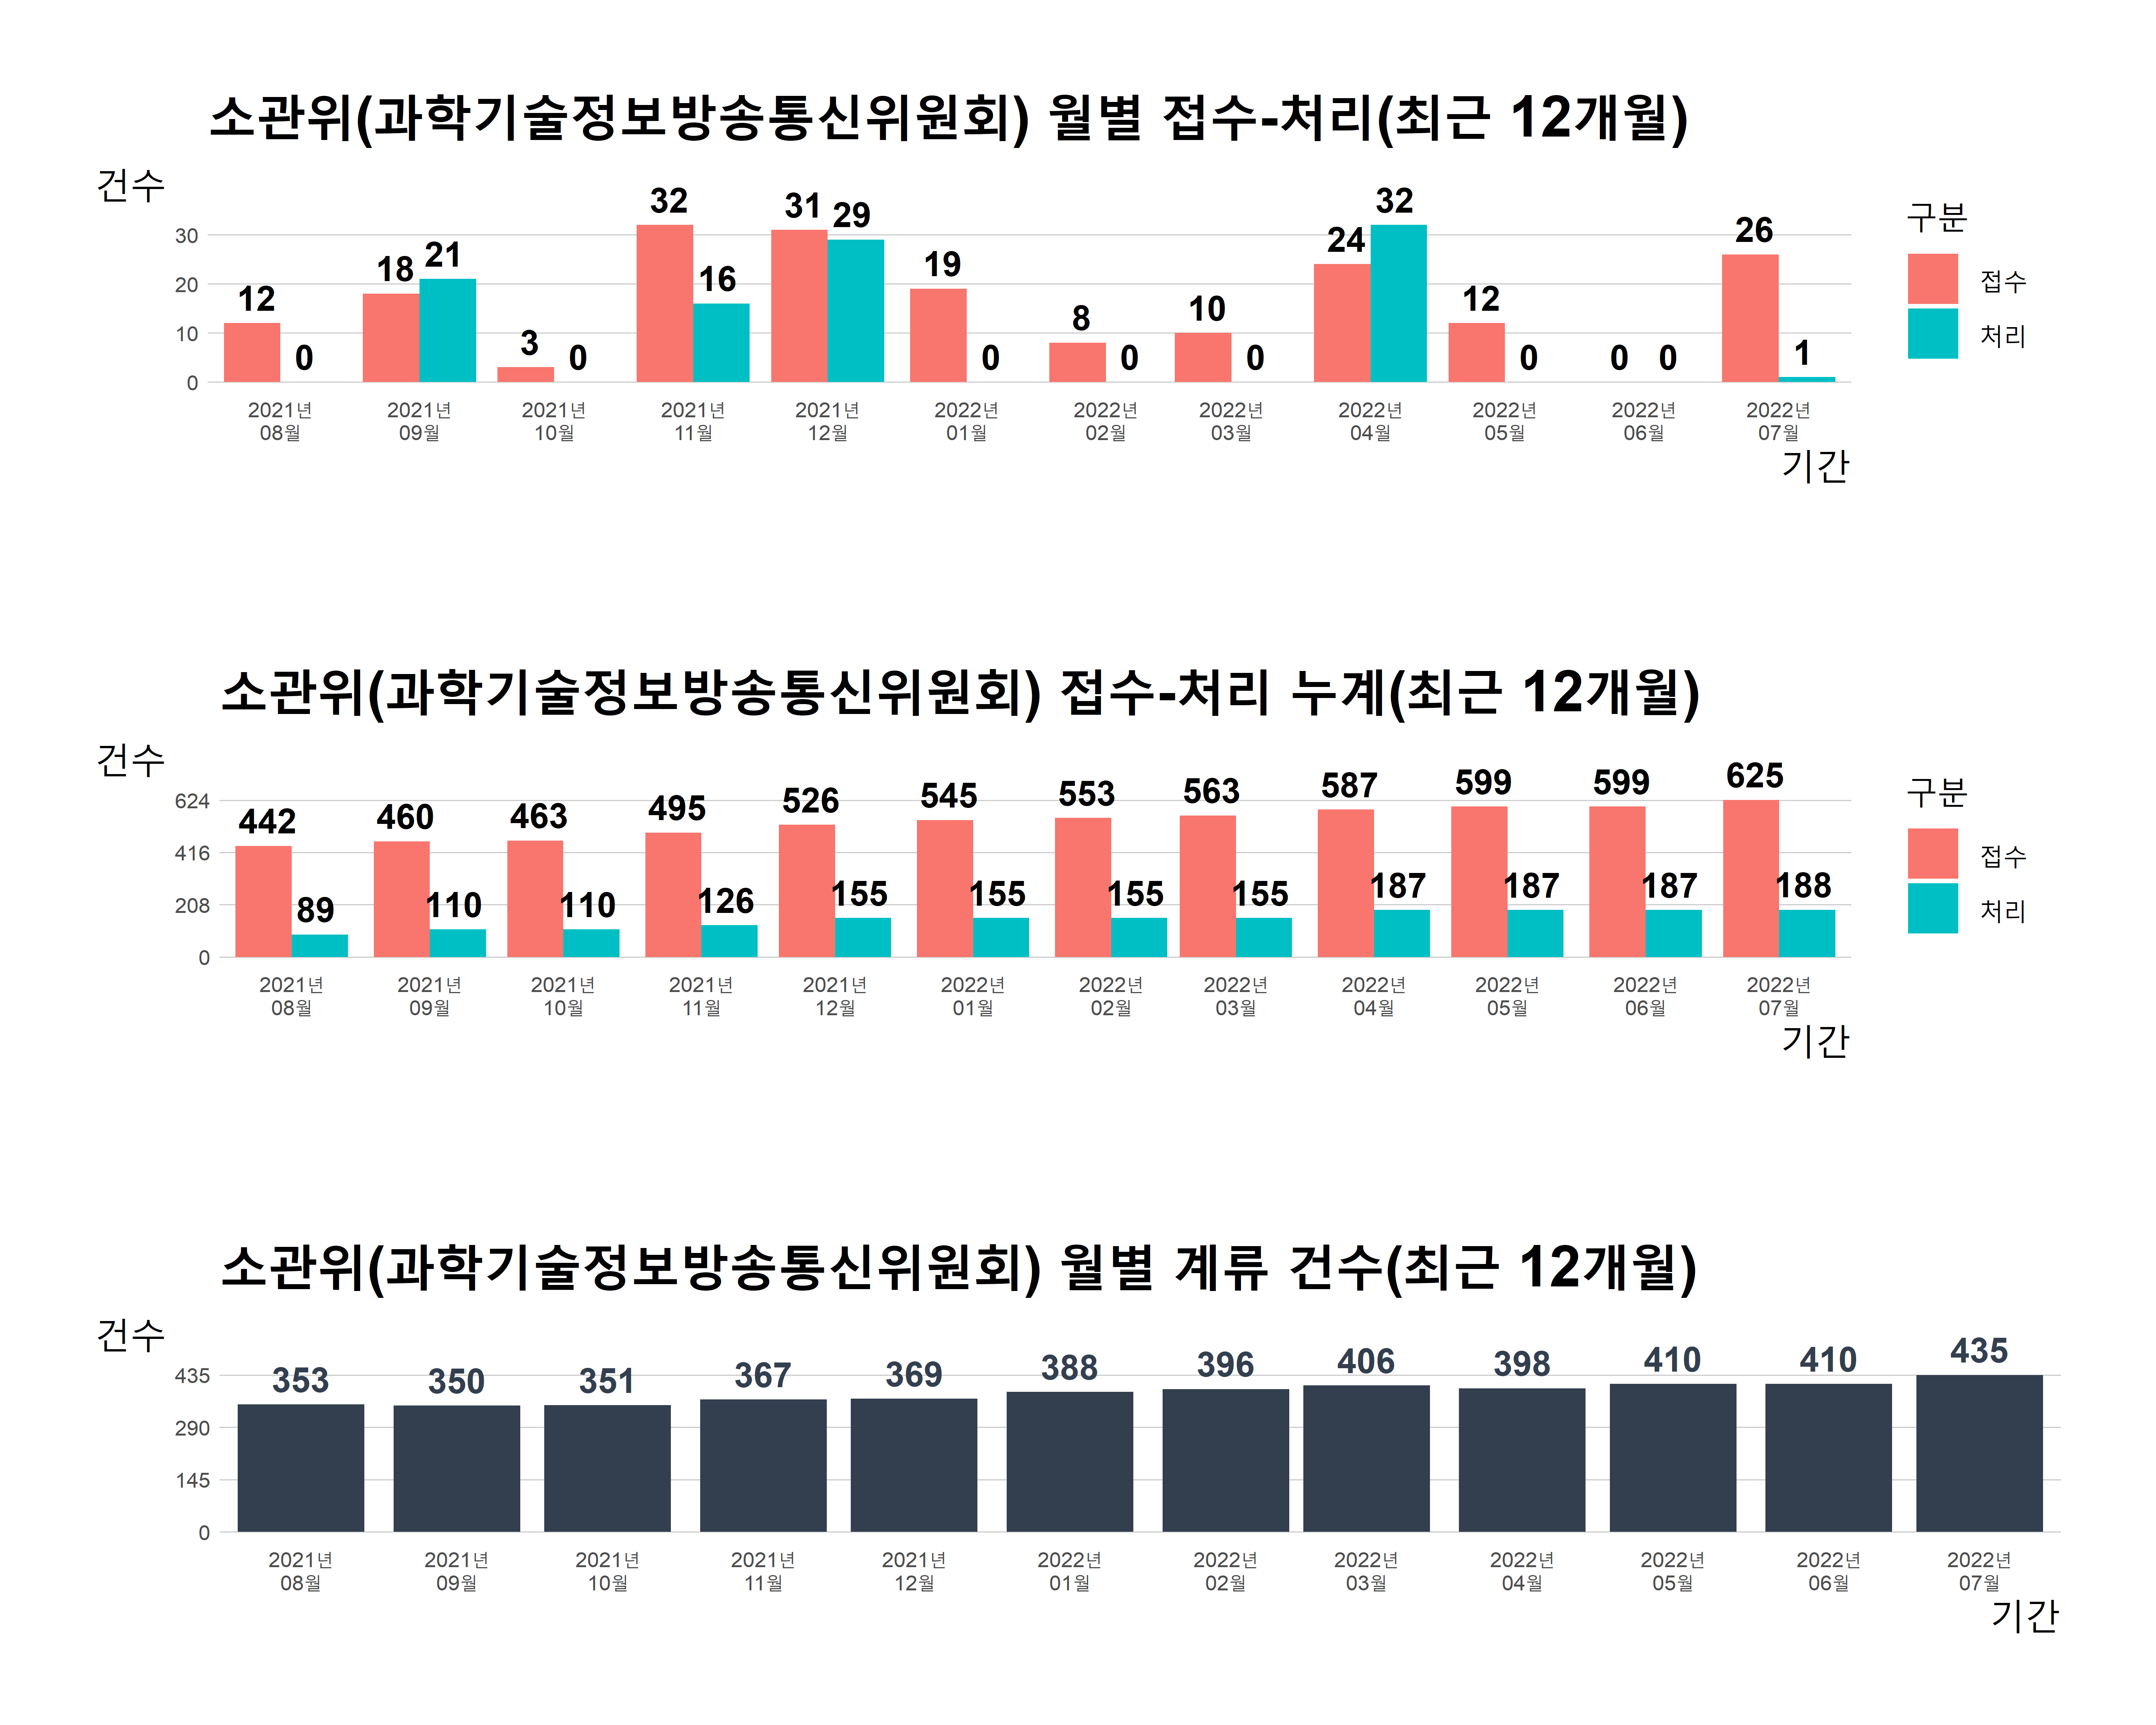 소관위(과학기술정보방송통신위원회) 월별 접수-처리(최근 12개월)
건수
30
20
10
0
12 0 18 21 3 0 32 16 31 29 19 0 8 0 10 0 24 32 12 0 0 0 26 1
2021년 2021년 2021년 2021년 2021년 2022년 2022년 2022년 2022년 2022년 2022년 2022년
08월 09월 10월 11월 12월 01월 02월 03월 04월 05월 06월 07월
기간
구분
접수
처리
소관위(과학기술정보방송통신위원회) 접수-처리 누계(최근 12개월)
건수
624
416
208
0
442 89 460 110 463 110 495 126 526 155 545 155 553 155 563 155 587 187 599 187 599 187 625 188
2021년 2021년 2021년 2021년 2021년 2022년 2022년 2022년 2022년 2022년 2022년 2022년
08월 09월 10월 11월 12월 01월 02월 03월 04월 05월 06월 07월
기간
구분
접수
처리
소관위(과학기술정보방송통신위원회) 월별 계류 건수(최근 12개월)
건수
435
290
145
0
353 350 351 367 369 388 396 406 398 410 410 435
2021년 2021년 2021년 2021년 2021년 2022년 2022년 2022년 2022년 2022년 2022년 2022년
08월 09월 10월 11월 12월 01월 02월 03월 04월 05월 06월 07월
기간